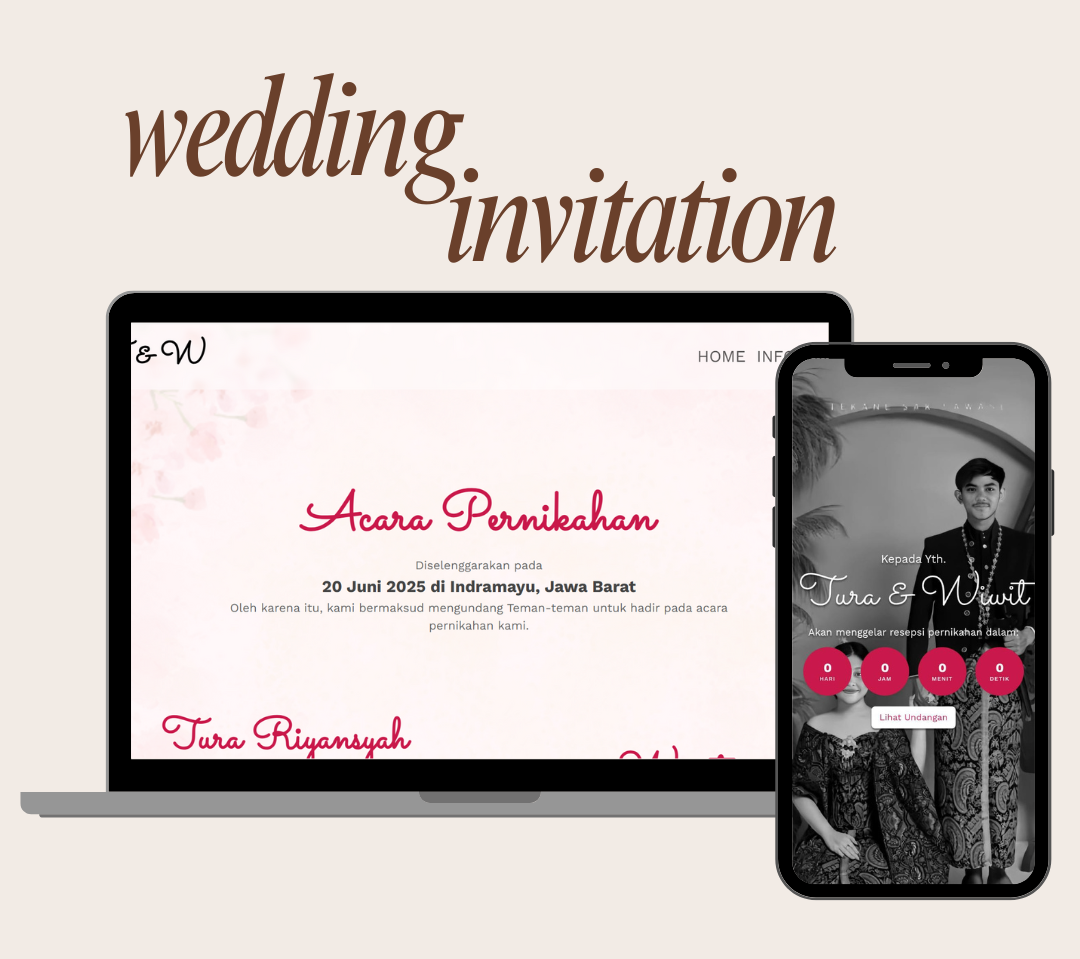 wedding
invitation
& W
HOME INFO
Acara Pernikahan
Diselenggarakan pada
20 Juni 2025 di Indramayu, Jawa Barat
Oleh karena itu, kami bermaksud mengundang Teman-teman untuk hadir pada acara
pernikahan kami.
Tura Riyansyah
Kepada Yth.
Tura & Wiwit
Akan menggelar resepsi pernikahan dalam:
0 0 0 0
HARI JAM MENIT DETIK
Lihat Undangan